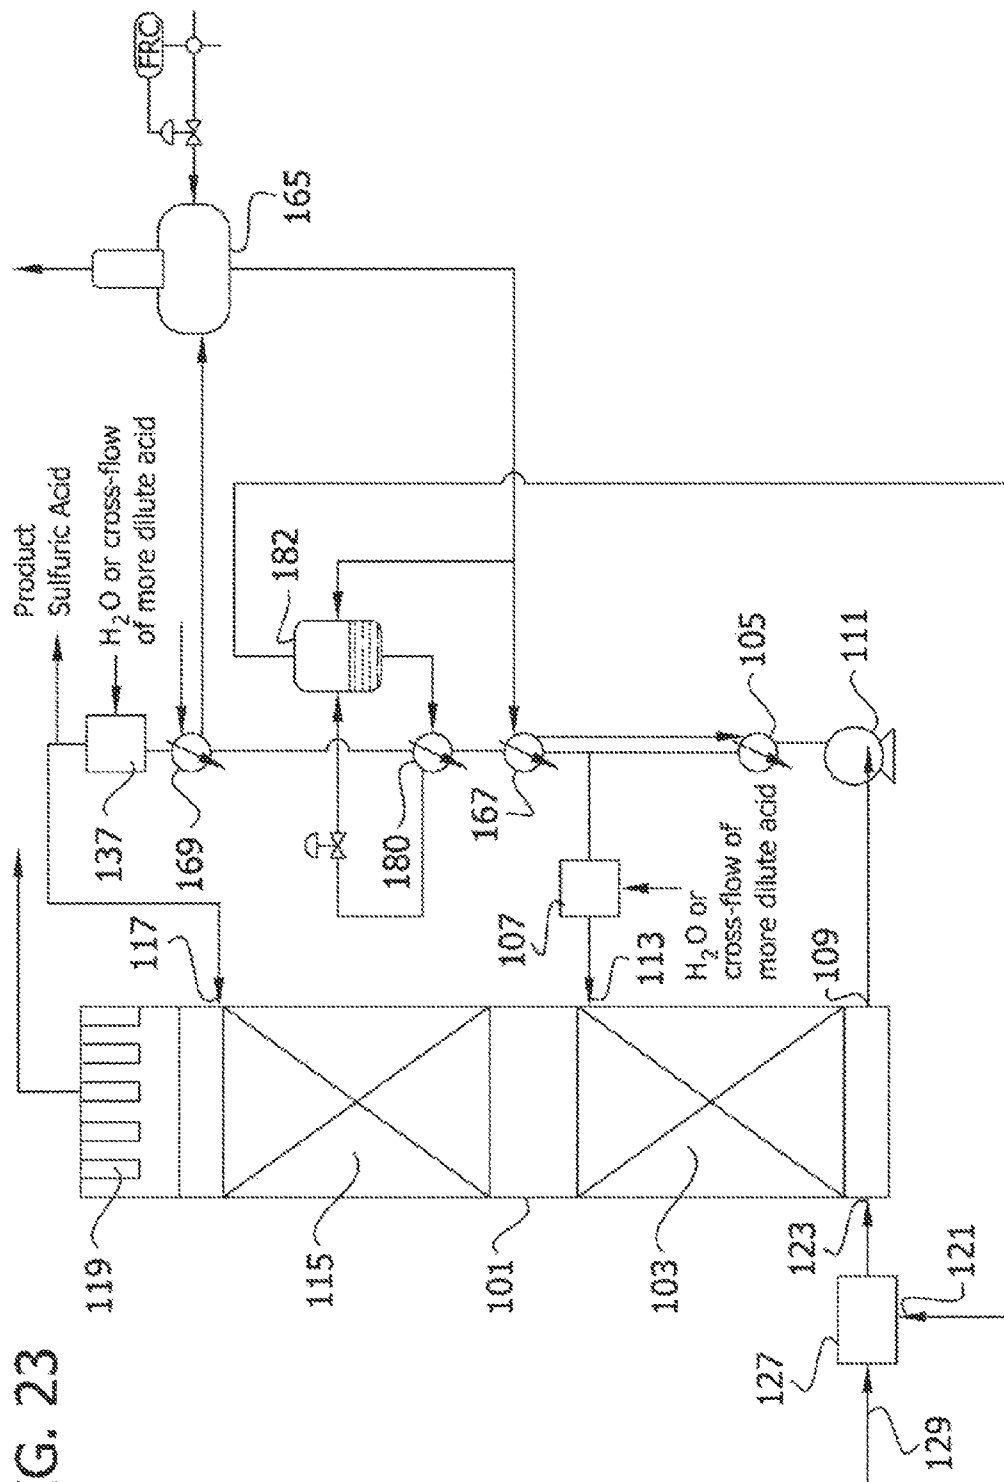 G. 23
FRC
165
Product
Sulfuric Acid
H₂O or cross-flow
of more dilute acid
182
137
169
180
167
105
111
117
107
113
H₂O or
cross-flow of
more dilute acid
109
119
115
101
103
123
121
127
129